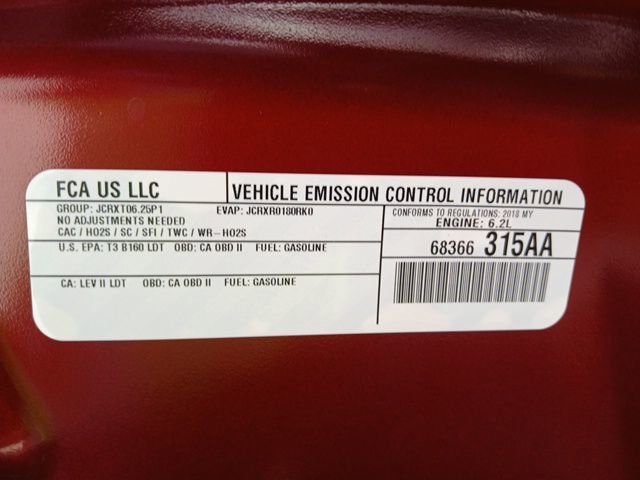 FCA US LLC
VEHICLE EMISSION CONTROL INFORMATION
GROUP: JCRXT06.25P1 EVAP: JCRXR0180RK0
NO ADJUSTMENTS NEEDED
CAC / HO2S / SC / SFI / TWC / WR-HO2S
CONFORMS TO REGULATIONS: 2018 MY
ENGINE: 6.2L
U.S. EPA: T3 B160 LDT OBD: CA OBD II FUEL: GASOLINE
68366 315AA
CA: LEV II LDT OBD: CA OBD II FUEL: GASOLINE